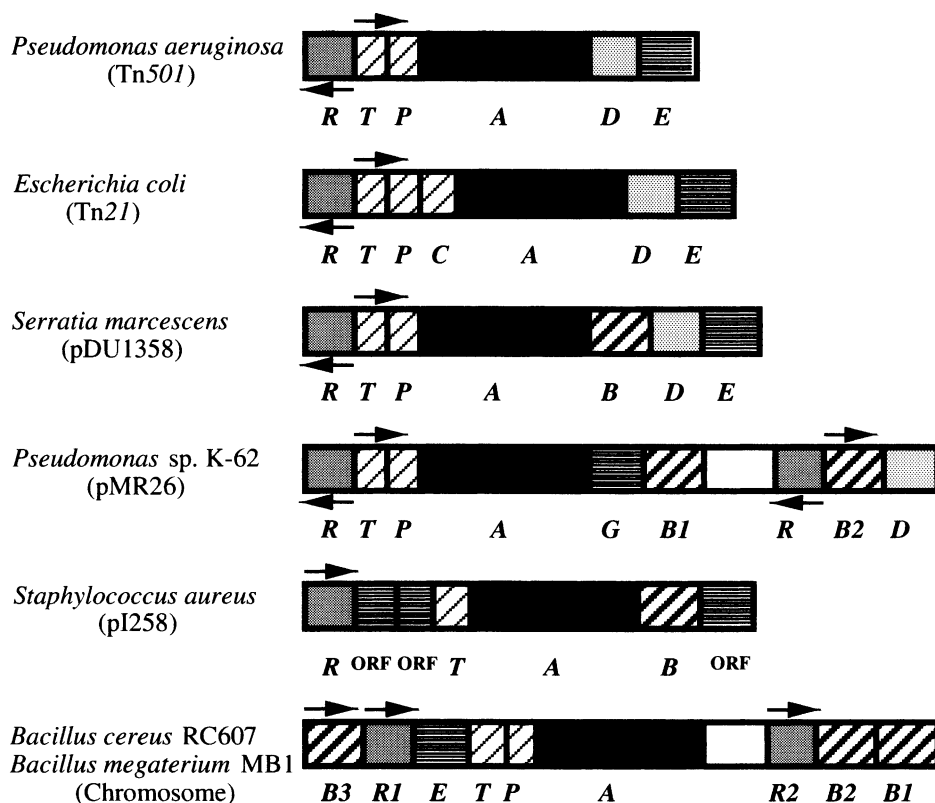 Pseudomonas aeruginosa
(Tn501)
R T P A D E
Escherichia coli
(Tn21)
R T P C A D E
Serratia marcescens
(pDU1358)
R T P A B D E
Pseudomonas sp. K-62
(pMR26)
R T P A G B1 R B2 D
Staphylococcus aureus
(pI258)
R ORF ORF T A B ORF
Bacillus cereus RC607
Bacillus megaterium MB1
(Chromosome)
B3 R1 E T P A R2 B2 B1